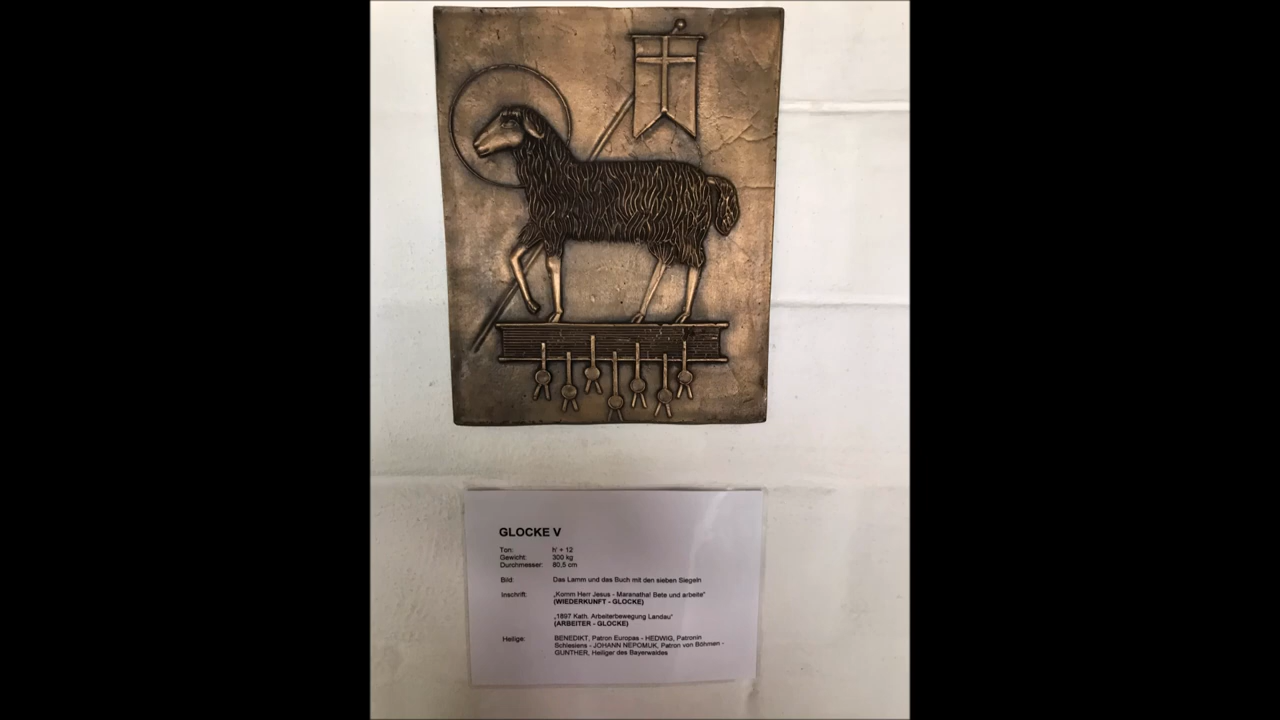 GLOCKE V
Ton: h' + 12
Gewicht: 300 kg
Durchmesser: 80,5 cm
Bild: Das Lamm und das Buch mit den sieben Siegeln
Inschrift: „Komm Herr Jesus - Maranatha! Bete und arbeite"
(WIEDERKUNFT - GLOCKE)
„1897 Kath. Arbeiterbewegung Landau"
(ARBEITER - GLOCKE)
Heilige: BENEDIKT, Patron Europas - HEDWIG, Patronin
Schlesiens - JOHANN NEPOMUK, Patron von Böhmen -
GUNTHER, Heiliger des Bayerwaldes